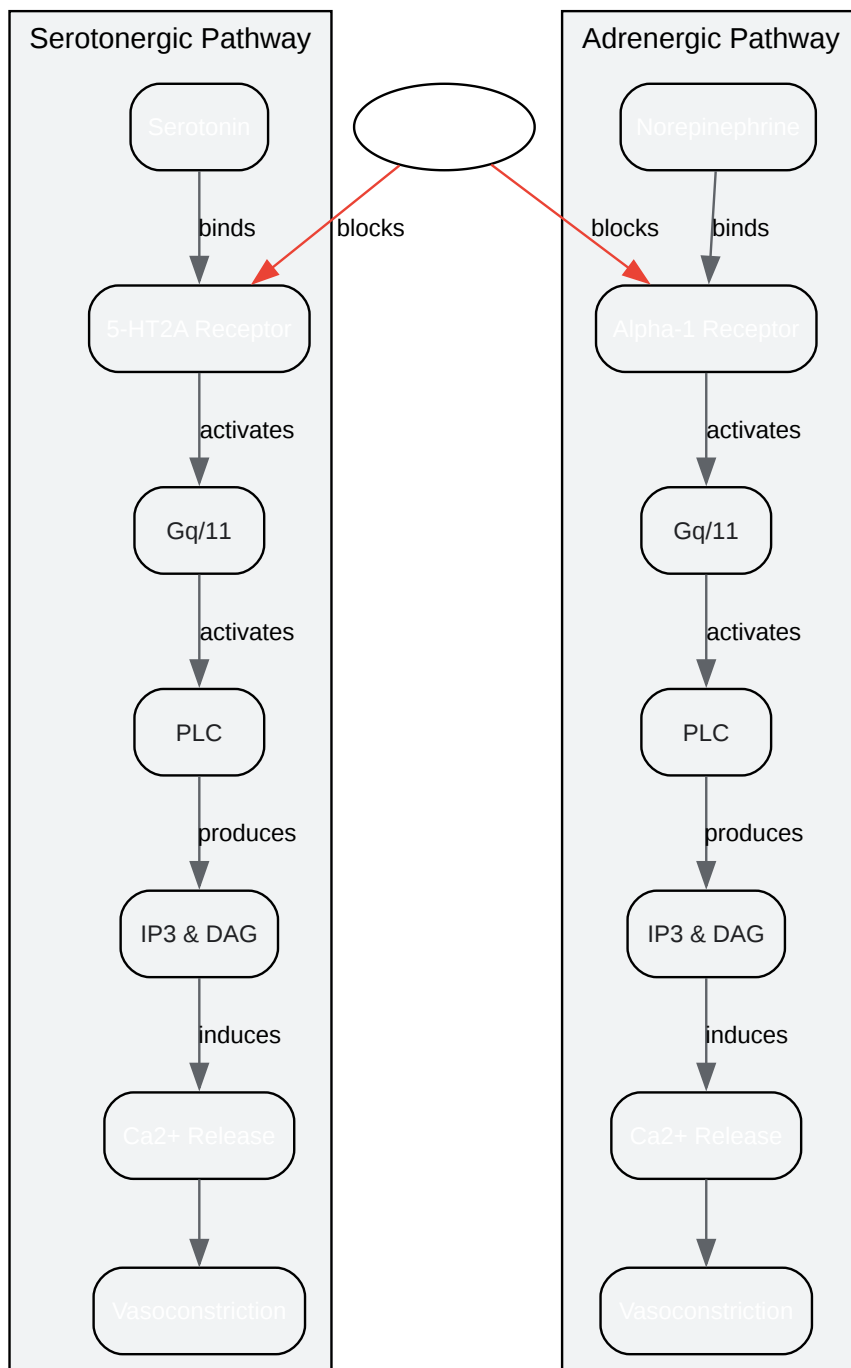 Serotonergic Pathway
Adrenergic Pathway
Serotonin
Norepinephrine
binds
blocks
blocks
binds
5-HT2A Receptor
Alpha-1 Receptor
activates
activates
Gq/11
Gq/11
activates
activates
PLC
PLC
produces
produces
IP3 & DAG
IP3 & DAG
induces
induces
Ca2+ Release
Ca2+ Release
Vasoconstriction
Vasoconstriction